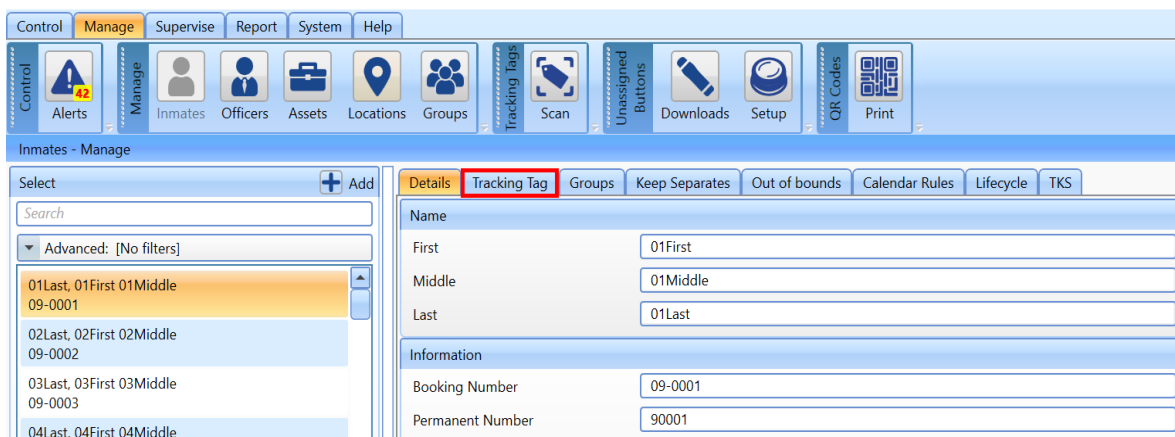 Control Manage Supervise Report System Help
Control
42
Alerts
Manage
Inmates Officers Assets Locations Groups
Tracking Tags
Scan
Unassigned
Buttons
Downloads Setup
QR Codes
Print
Inmates - Manage
Select Add
Search
Advanced: [No filters]
01Last, 01First 01Middle
09-0001
02Last, 02First 02Middle
09-0002
03Last, 03First 03Middle
09-0003
04Last, 04First 04Middle
Details Tracking Tag Groups Keep Separates Out of bounds Calendar Rules Lifecycle TKS
Name
First 01First
Middle 01Middle
Last 01Last
Information
Booking Number 09-0001
Permanent Number 90001